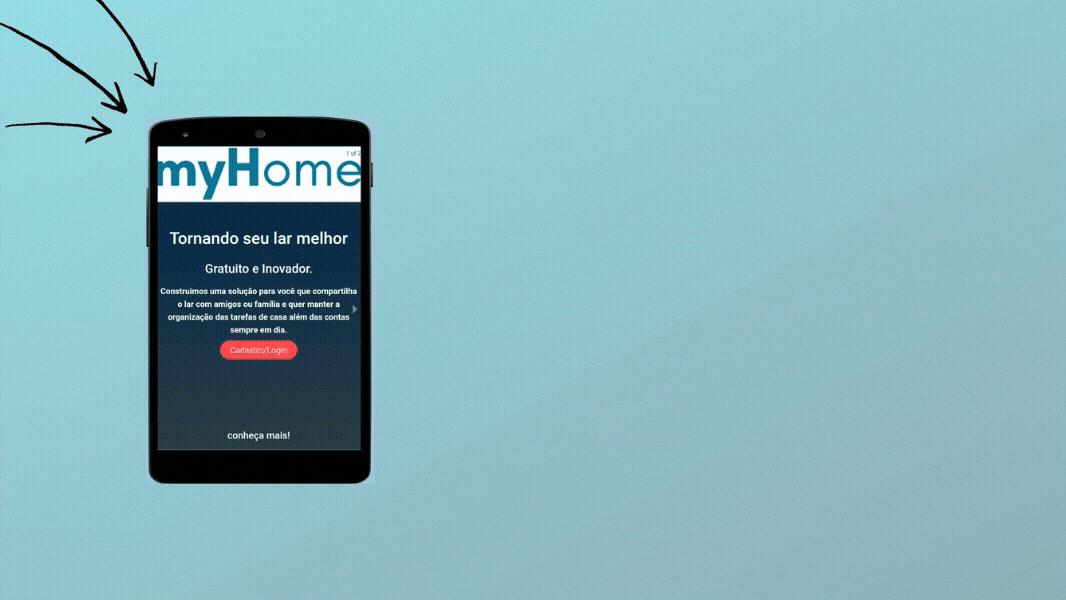 1 of 2
myHome
Tornando seu lar melhor
Gratuito e Inovador.
Construimos uma solução para você que compartilha
o lar com amigos ou família e quer manter a
organização das tarefas de casa além das contas
sempre em dia.
Cadastro/Login
conheça mais!